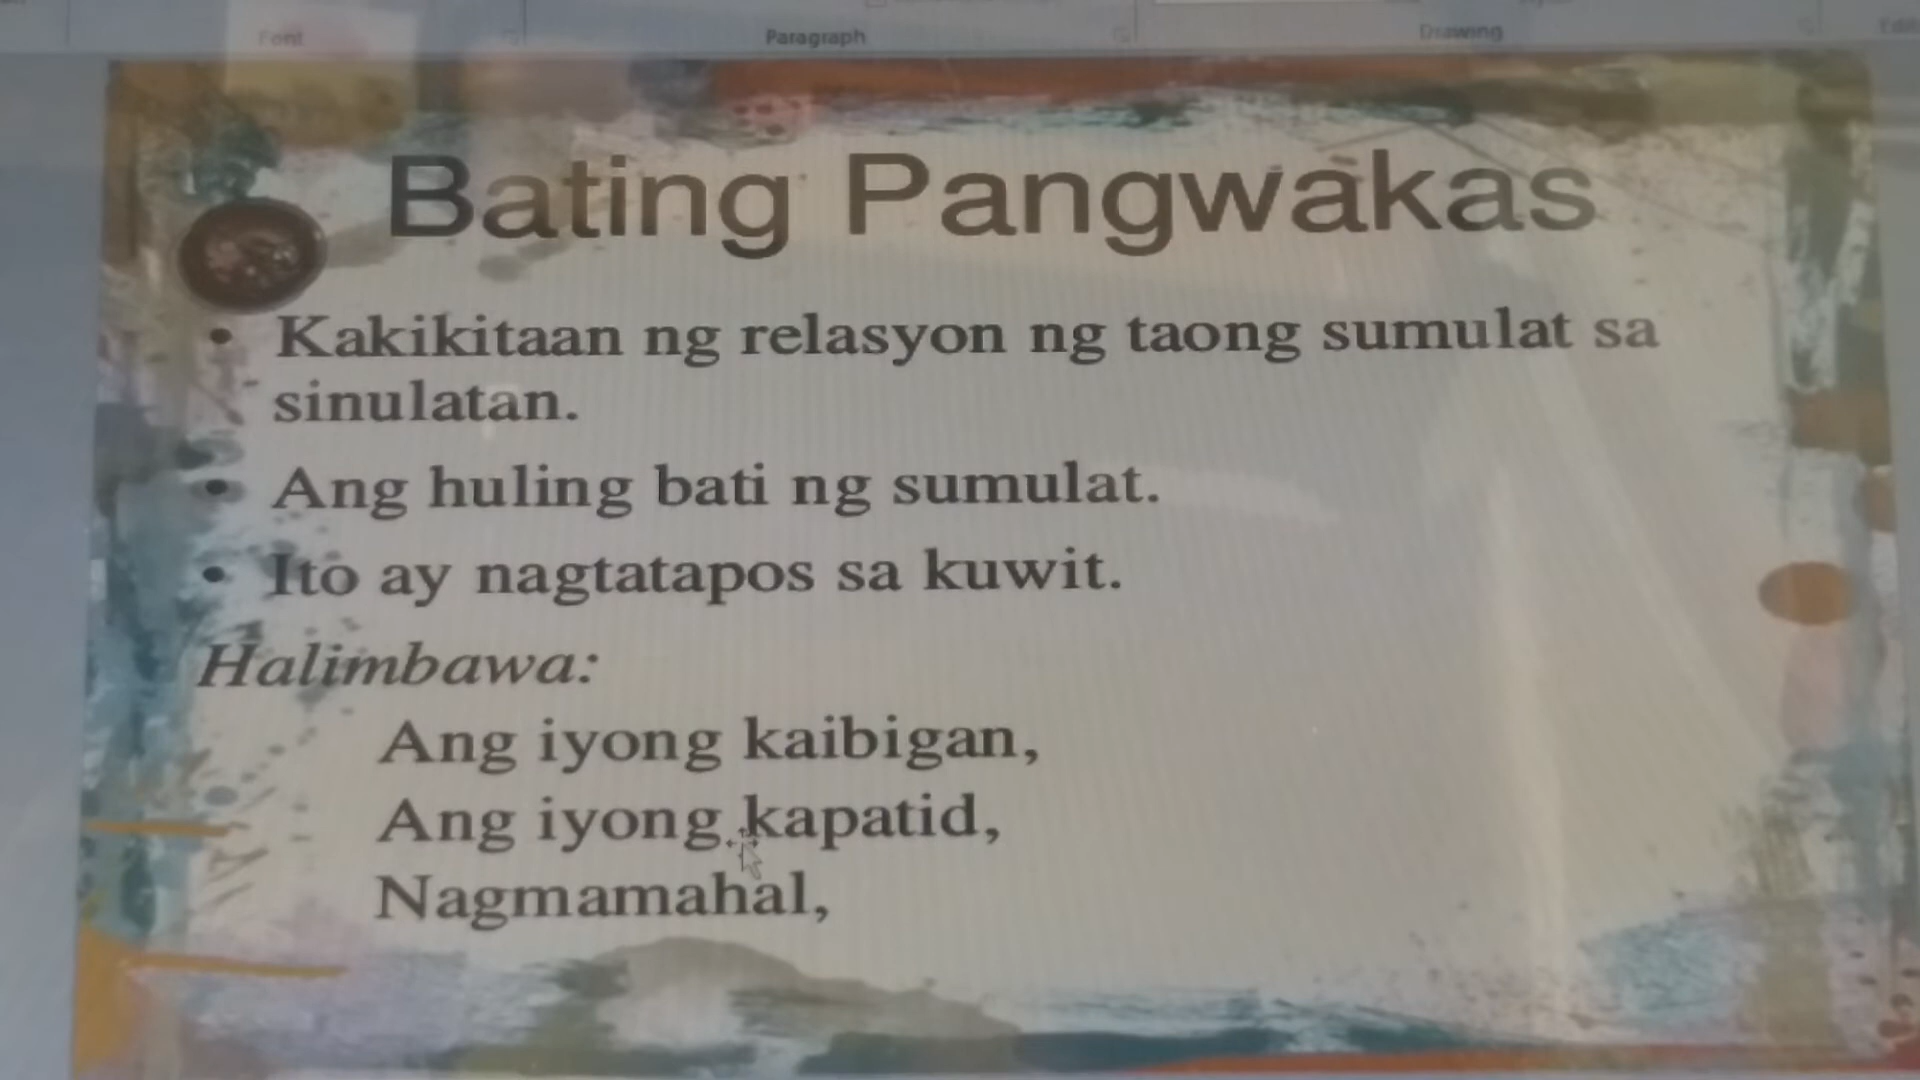 Font Paragraph Drawing
Bating Pangwakas
• Kakikitaan ng relasyon ng taong sumulat sa
sinulatan.
• Ang huling bati ng sumulat.
• Ito ay nagtatapos sa kuwit.
Halimbawa:
Ang iyong kaibigan,
Ang iyong kapatid,
Nagmamahal,